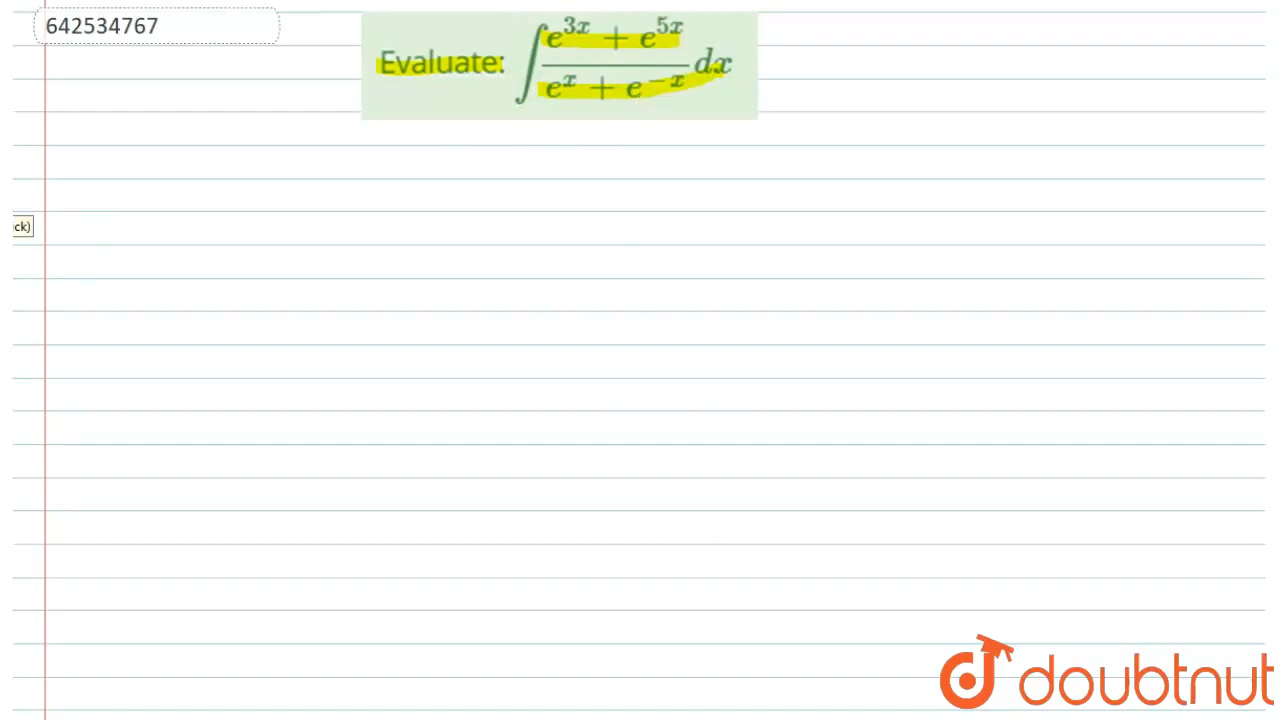 642534767
Evaluate: ∫ (e^{3x} + e^{5x}) / (e^x + e^{-x}) dx
ck)
doubtnut